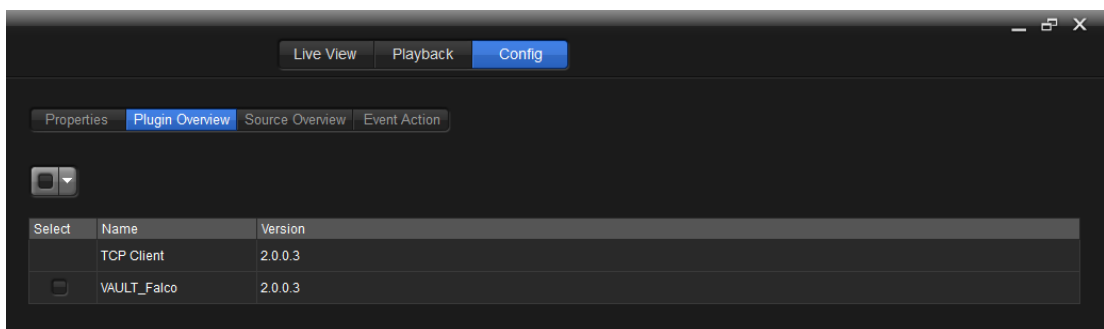 Live View Playback Config
Properties Plugin Overview Source Overview Event Action
Select Name Version
TCP Client 2.0.0.3
VAULT_Falco 2.0.0.3